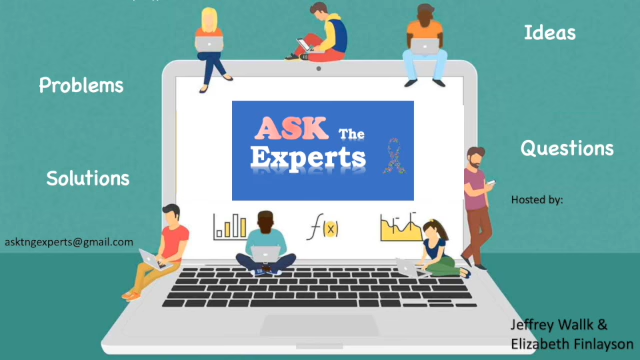 Ideas
Problems
ASK The
Experts
Questions
Solutions
Hosted by:
f(x)
asktngexperts@gmail.com
Jeffrey Wallk &
Elizabeth Finlayson